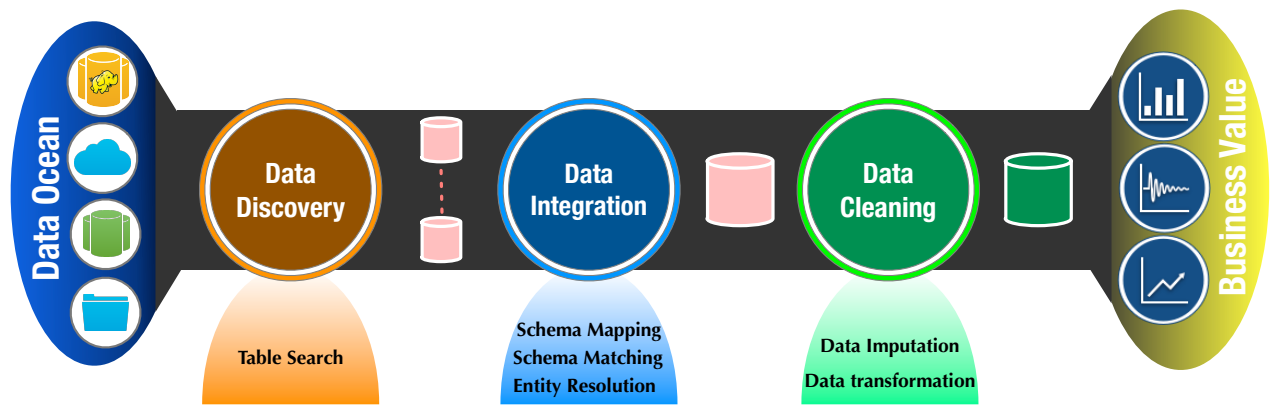 Data Ocean
Data
Discovery
Data
Integration
Data
Cleaning
Business Value
Table Search
Schema Mapping
Schema Matching
Entity Resolution
Data Imputation
Data transformation